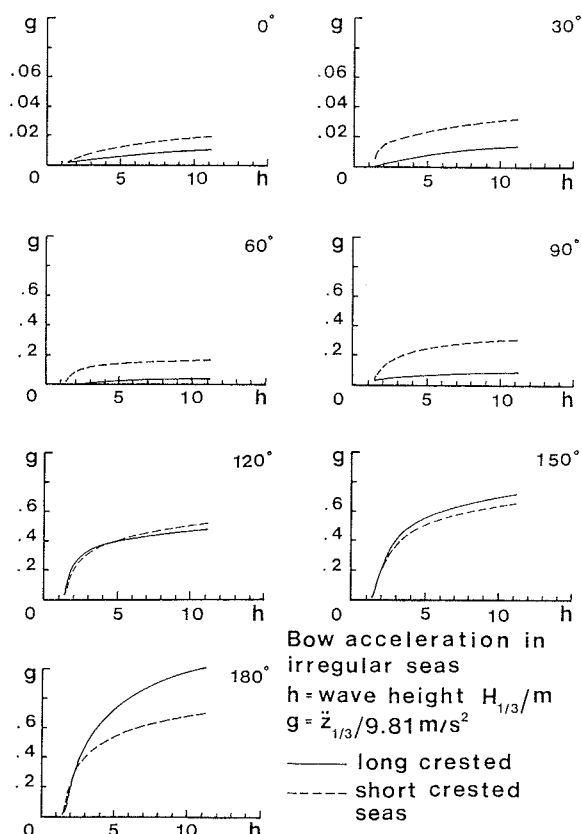 g 0°
.06
.04
.02
0 5 10 h
g 30°
.06
.04
.02
0 5 10 h
g 60°
.6
.4
.2
0 5 10 h
g 90°
.6
.4
.2
0 5 10 h
g 120°
.6
.4
.2
0 5 10 h
g 150°
.6
.4
.2
0 5 10 h
g 180°
.6
.4
.2
0 5 10 h
Bow acceleration in
irregular seas
h = wave height H1/3/m
g = z̈1/3/9.81 m/s²
long crested
short crested
seas